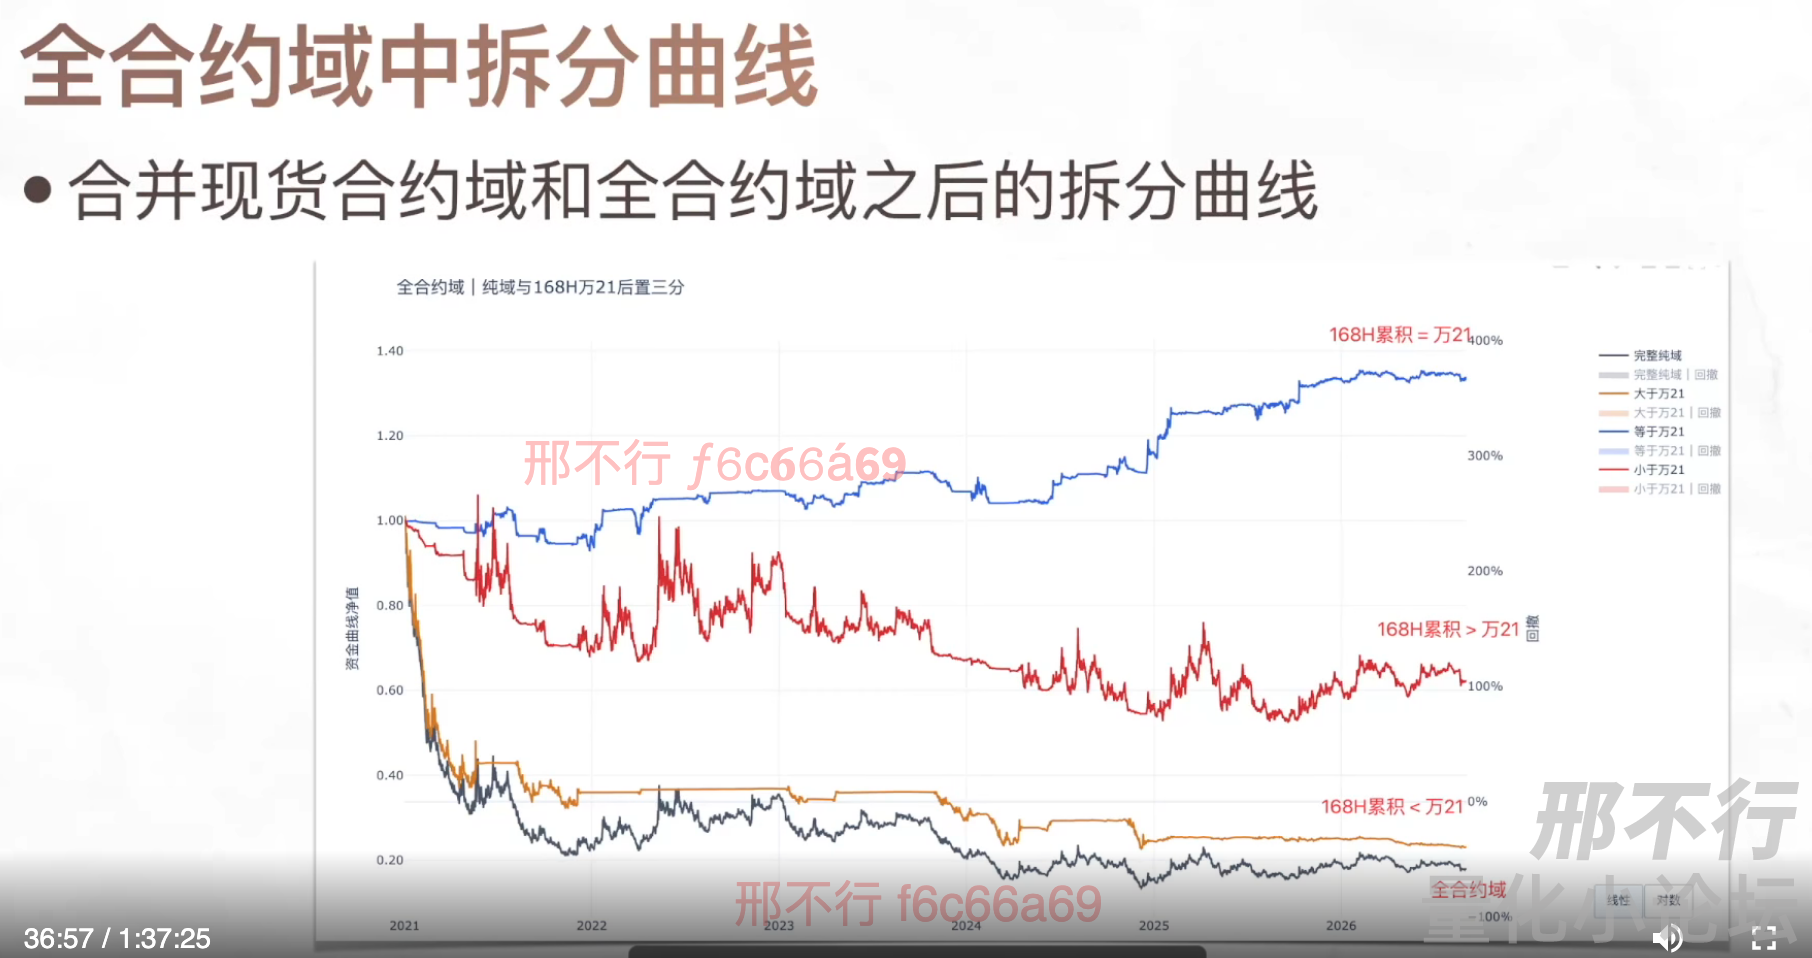 全合约域中拆分曲线
• 合并现货合约域和全合约域之后的拆分曲线
全合约域 | 纯域与168H万21后置三分
168H累积 = 万21
400%
1.40
完整纯域
完整纯域 | 回撤
大于万21
大于万21 | 回撤
等于万21
等于万21 | 回撤
小于万21
小于万21 | 回撤
1.20
300%
邢不行 f6c66a69
1.00
200%
0.80
资金曲线净值
168H累积 > 万21
回撤
0.60
100%
0.40
168H累积 < 万21
0%
邢不行
0.20
全合约域
量化小论坛
线性
对数
邢不行 f6c66a69
−100%
2021
2022
2023
2024
2025
2026
36:57 / 1:37:25